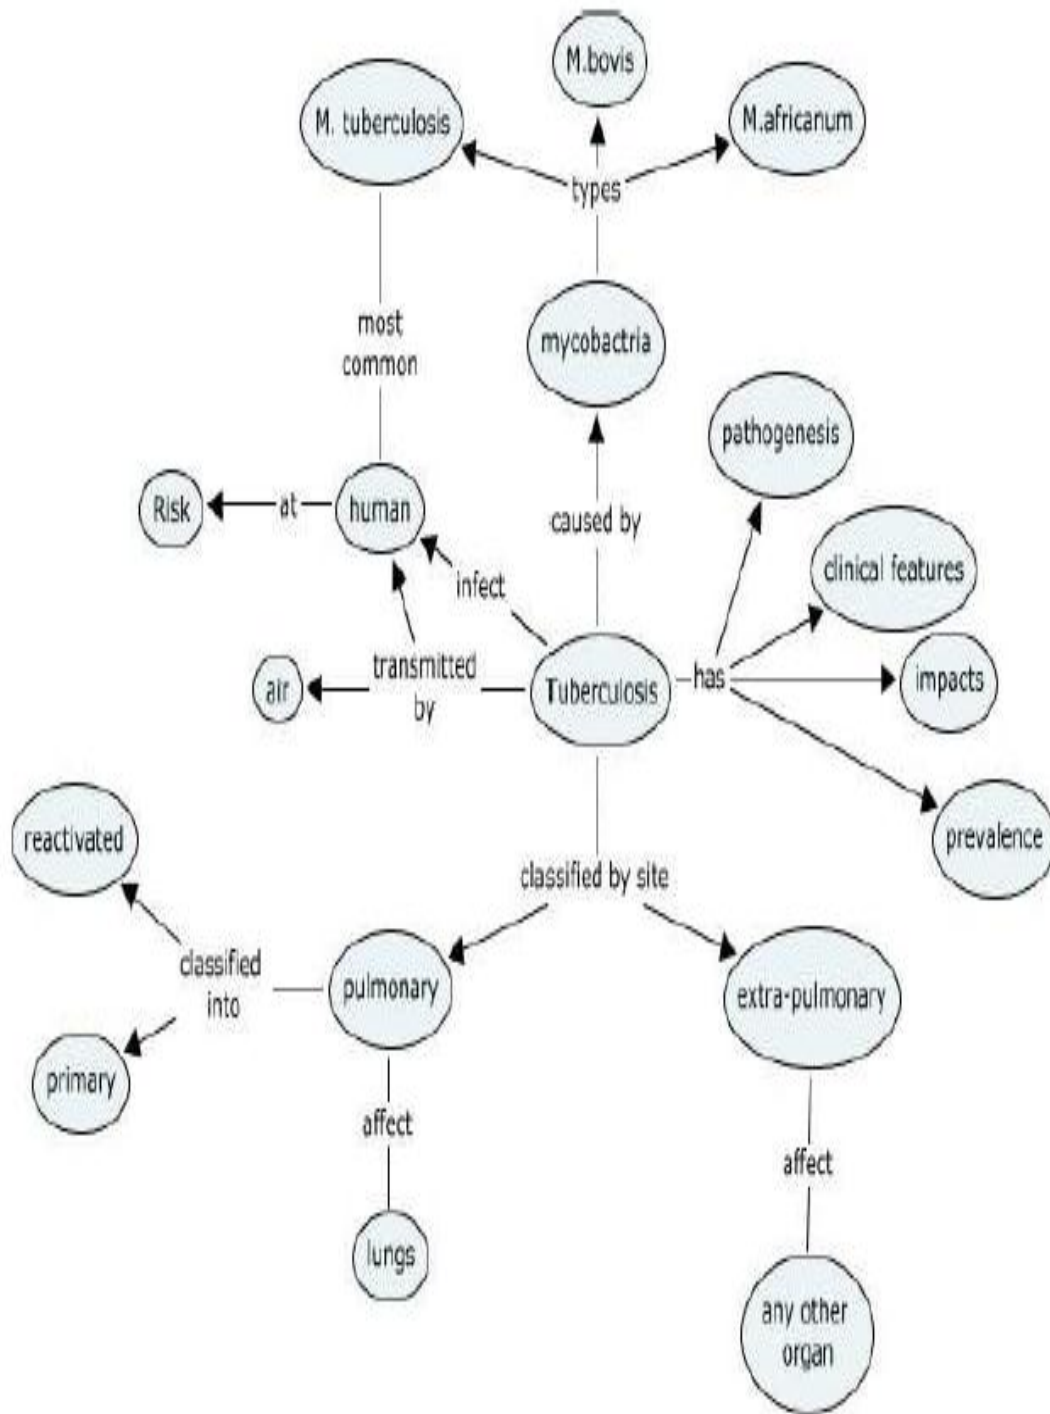 M.bovis
M. tuberculosis
M.africanum
types
most
common
mycobactria
pathogenesis
Risk
at
human
caused by
clinical features
infect
transmitted
by
air
Tuberculosis
has
impacts
reactivated
prevalence
classified by site
classified
into
pulmonary
extra-pulmonary
primary
affect
affect
lungs
any other
organ